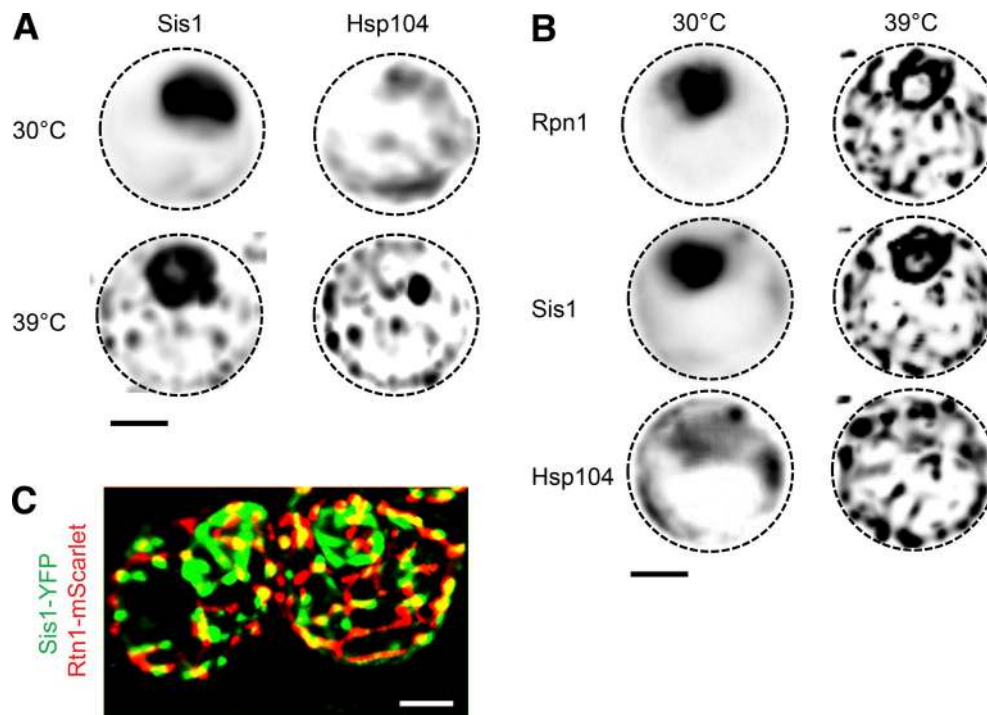 A
Sis1 Hsp104
30°C
39°C
B
30°C 39°C
Rpn1
Sis1
Hsp104
C
Sis1-YFP
Rtn1-mScarlet